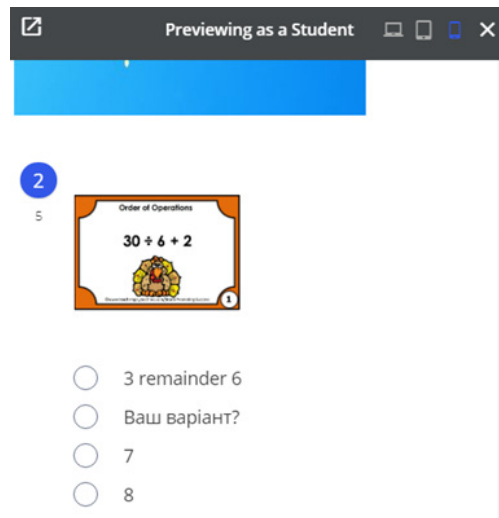 Previewing as a Student
2
5
Order of Operations
30 ÷ 6 + 2
1
3 remainder 6
Ваш варіант?
7
8